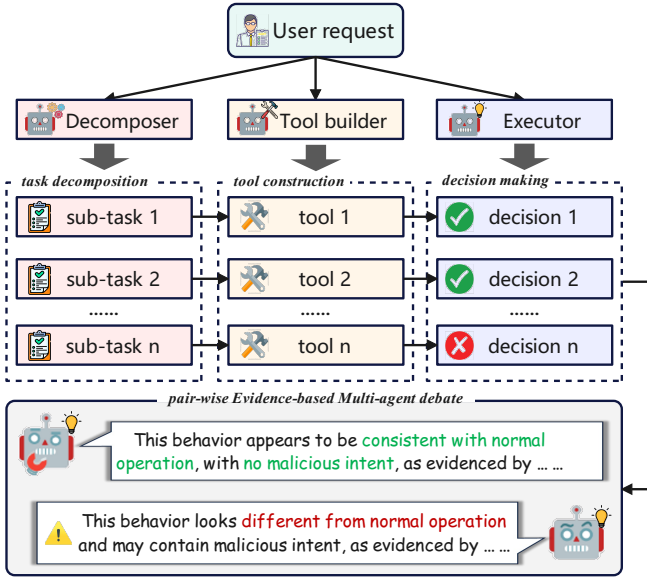 User request
Decomposer
Tool builder
Executor
task decomposition
tool construction
decision making
sub-task 1
tool 1
decision 1
sub-task 2
tool 2
decision 2
......
......
......
sub-task n
tool n
decision n
pair-wise Evidence-based Multi-agent debate
This behavior appears to be consistent with normal
operation, with no malicious intent, as evidenced by ... ...
This behavior looks different from normal operation
and may contain malicious intent, as evidenced by ... ...